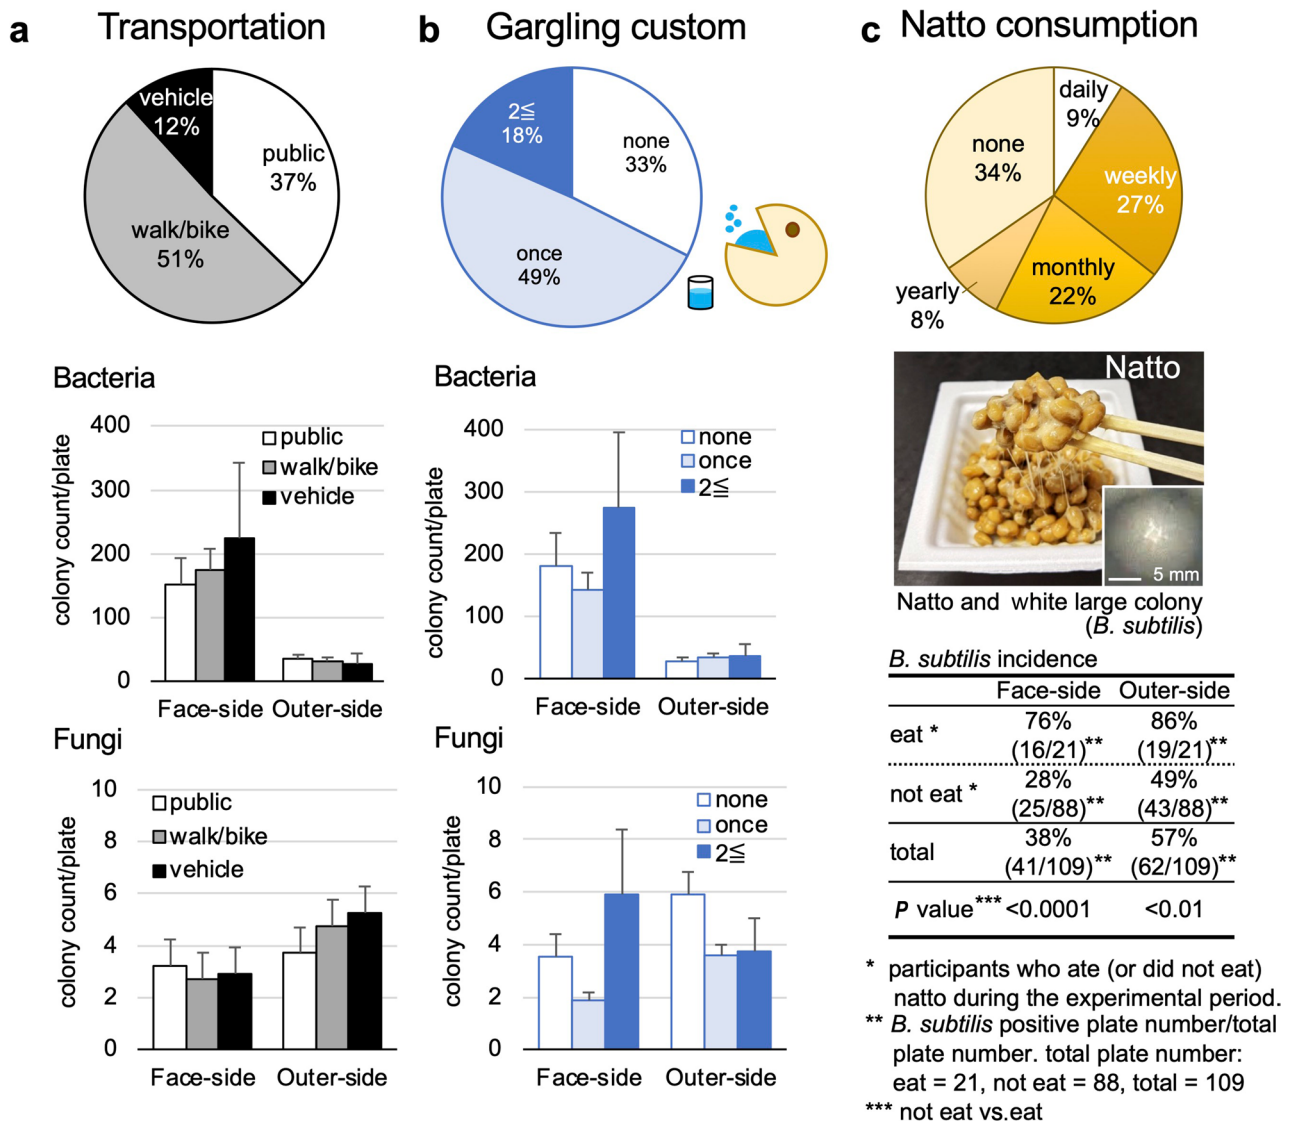 a Transportation
vehicle
12%
public
37%
walk/bike
51%
Bacteria
colony count/plate
400
300
200
100
0
public
walk/bike
vehicle
Face-side Outer-side
Fungi
colony count/plate
10
8
6
4
2
0
public
walk/bike
vehicle
Face-side Outer-side
b Gargling custom
2≦
18%
none
33%
once
49%
Bacteria
colony count/plate
400
300
200
100
0
none
once
2≦
Face-side Outer-side
Fungi
colony count/plate
10
8
6
4
2
0
none
once
2≦
Face-side Outer-side
c Natto consumption
daily
9%
none
34%
weekly
27%
monthly
22%
yearly
8%
Natto
5 mm
Natto and white large colony
(B. subtilis)
B. subtilis incidence
Face-side Outer-side
eat * 76% (16/21)** 86% (19/21)**
not eat * 28% (25/88)** 49% (43/88)**
total 38% (41/109)** 57% (62/109)**
P value*** <0.0001 <0.01
* participants who ate (or did not eat)
natto during the experimental period.
** B. subtilis positive plate number/total
plate number. total plate number:
eat = 21, not eat = 88, total = 109
*** not eat vs.eat